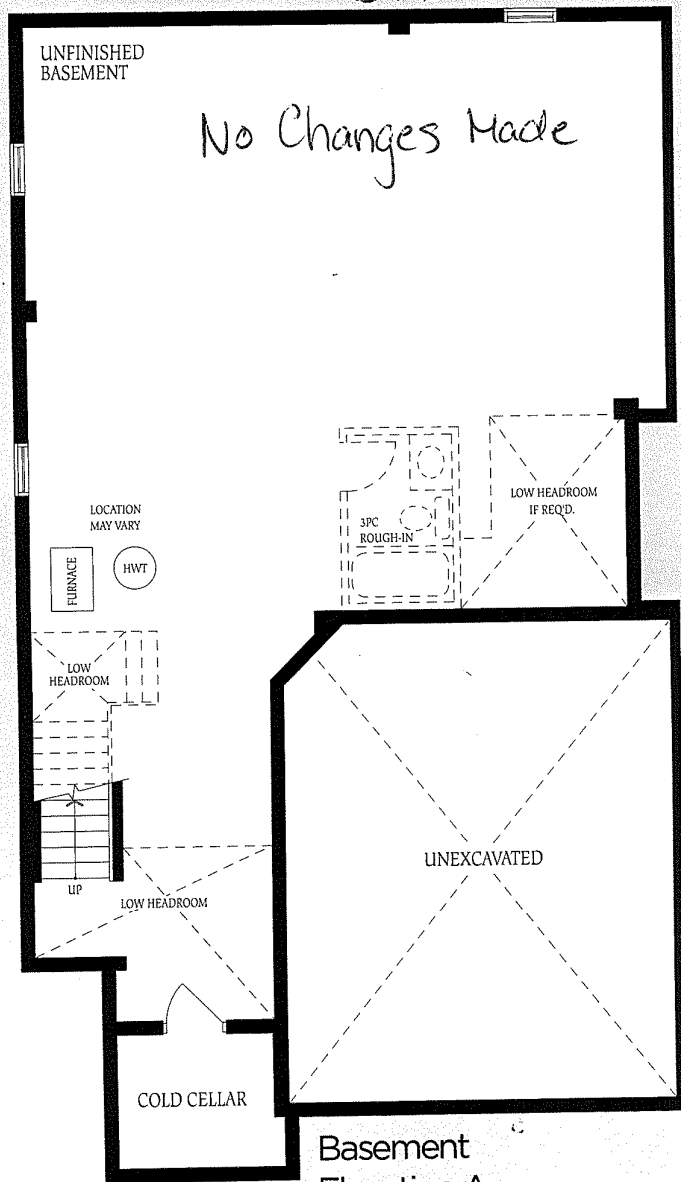 UNFINISHED
BASEMENT
No Changes Made
LOCATION
MAY VARY
FURNACE
HWT
3PC
ROUGH-IN
LOW HEADROOM
IF REQ'D.
LOW
HEADROOM
UP
LOW HEADROOM
UNEXCAVATED
COLD CELLAR
Basement
Elevation A